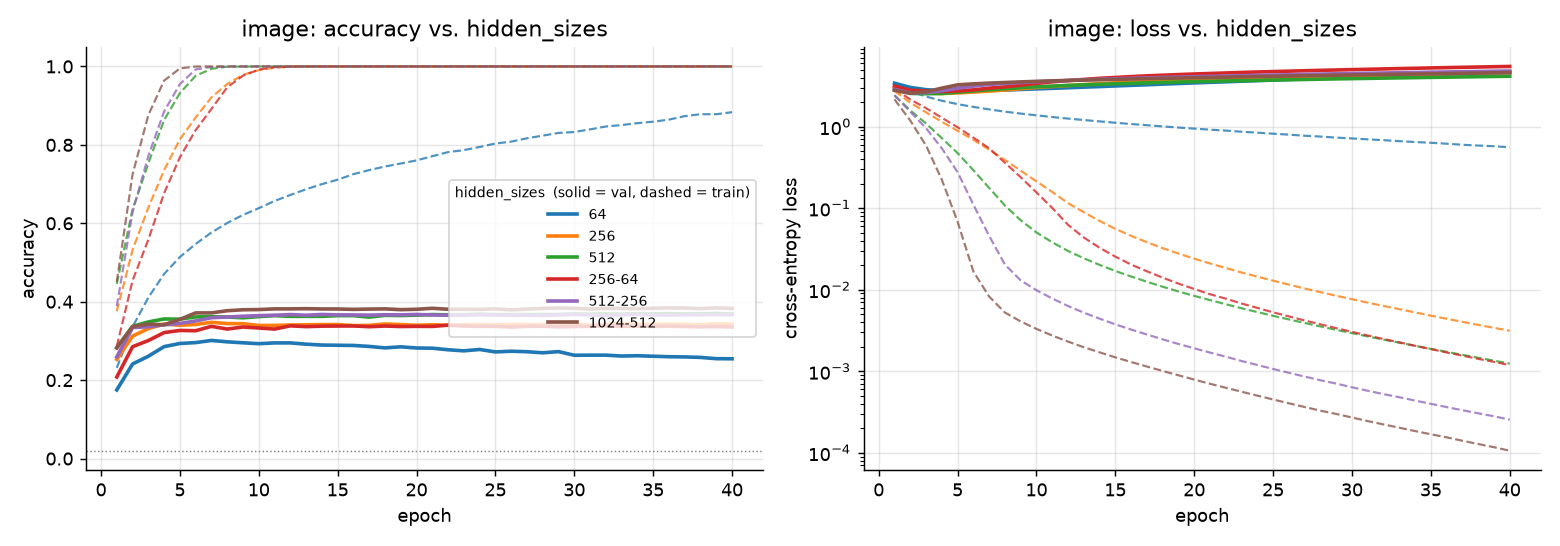 image: accuracy vs. hidden_sizes
accuracy
1.0
0.8
0.6
0.4
0.2
0.0
0 5 10 15 20 25 30 35 40
epoch
hidden_sizes (solid = val, dashed = train)
64
256
512
256-64
512-256
1024-512
image: loss vs. hidden_sizes
cross-entropy loss
10⁰
10⁻¹
10⁻²
10⁻³
10⁻⁴
0 5 10 15 20 25 30 35 40
epoch